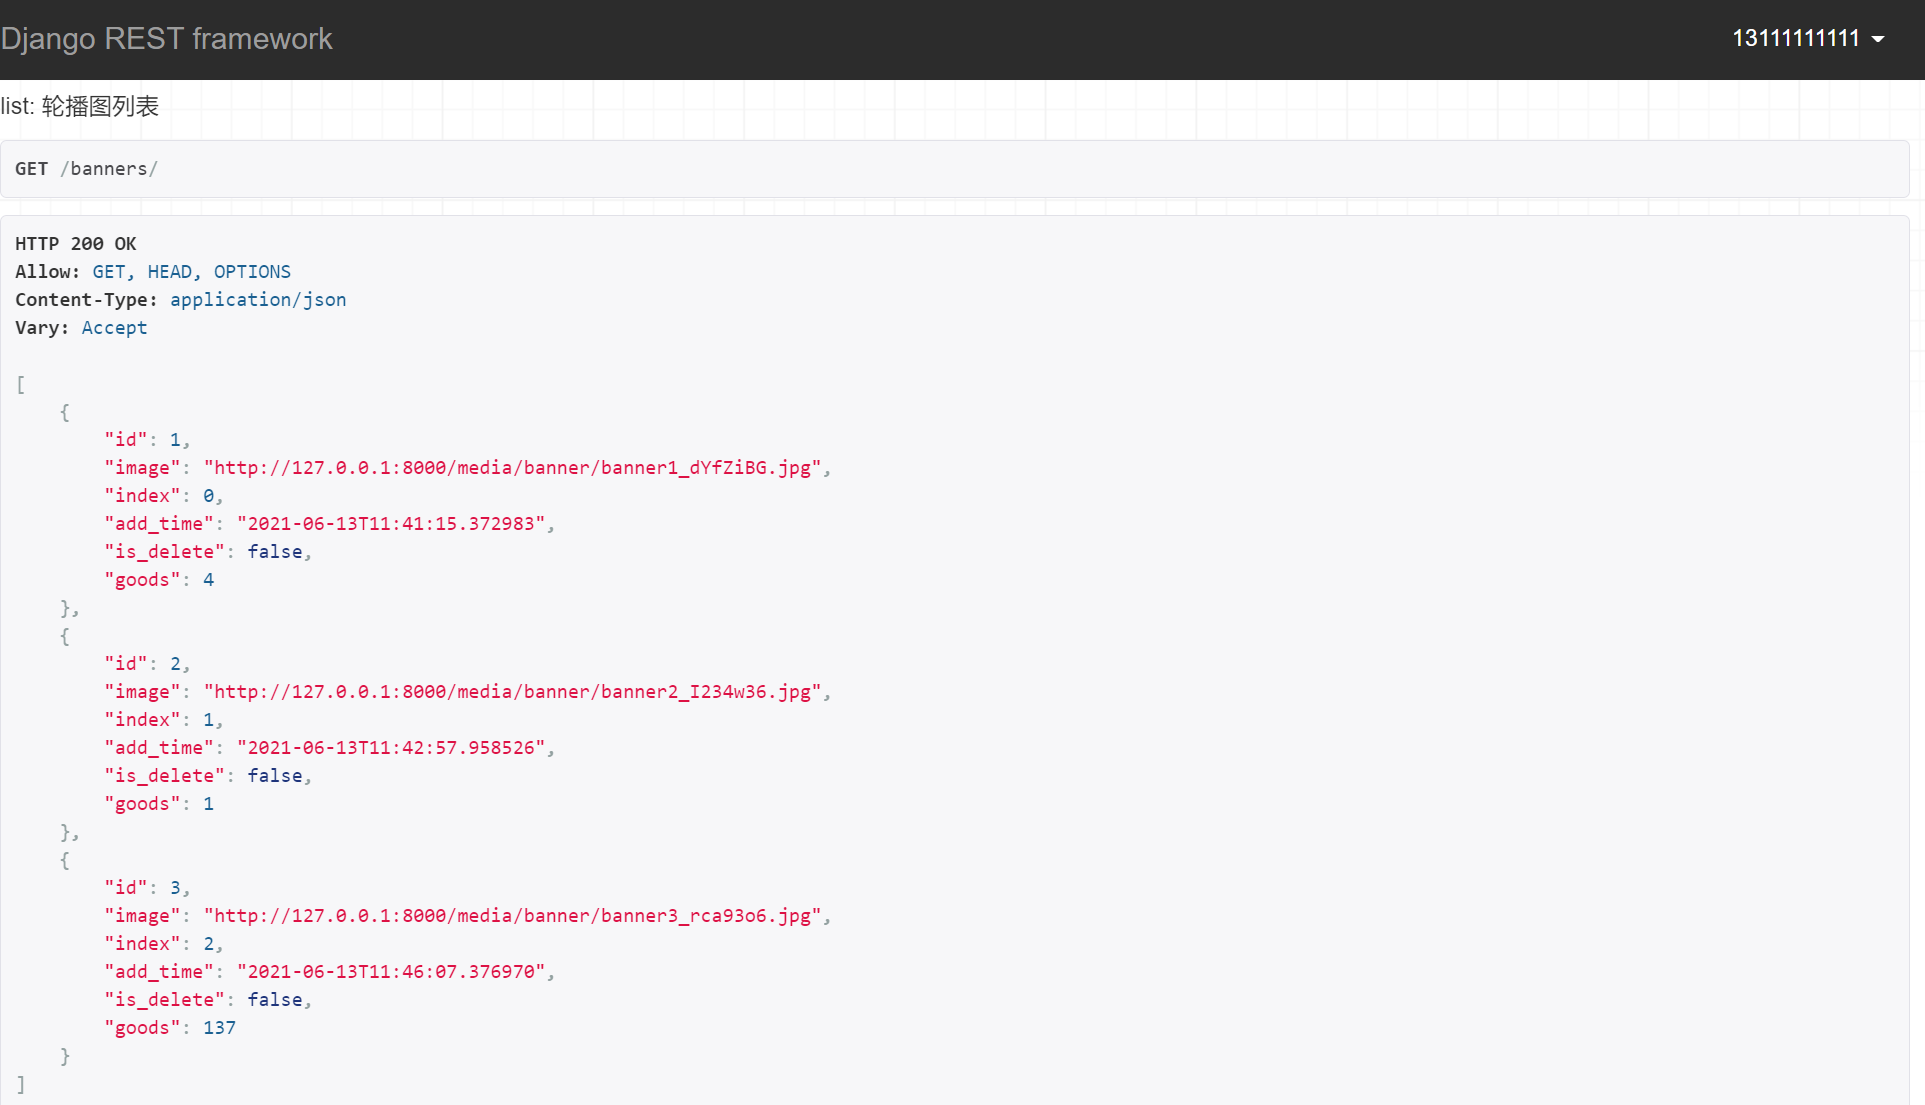 Django REST framework
13111111111
list: 轮播图列表
GET /banners/
HTTP 200 OK
Allow: GET, HEAD, OPTIONS
Content-Type: application/json
Vary: Accept
[
    {
        "id": 1,
        "image": "http://127.0.0.1:8000/media/banner/banner1_dYfZiBG.jpg",
        "index": 0,
        "add_time": "2021-06-13T11:41:15.372983",
        "is_delete": false,
        "goods": 4
    },
    {
        "id": 2,
        "image": "http://127.0.0.1:8000/media/banner/banner2_I234w36.jpg",
        "index": 1,
        "add_time": "2021-06-13T11:42:57.958526",
        "is_delete": false,
        "goods": 1
    },
    {
        "id": 3,
        "image": "http://127.0.0.1:8000/media/banner/banner3_rca93o6.jpg",
        "index": 2,
        "add_time": "2021-06-13T11:46:07.376970",
        "is_delete": false,
        "goods": 137
    }
]